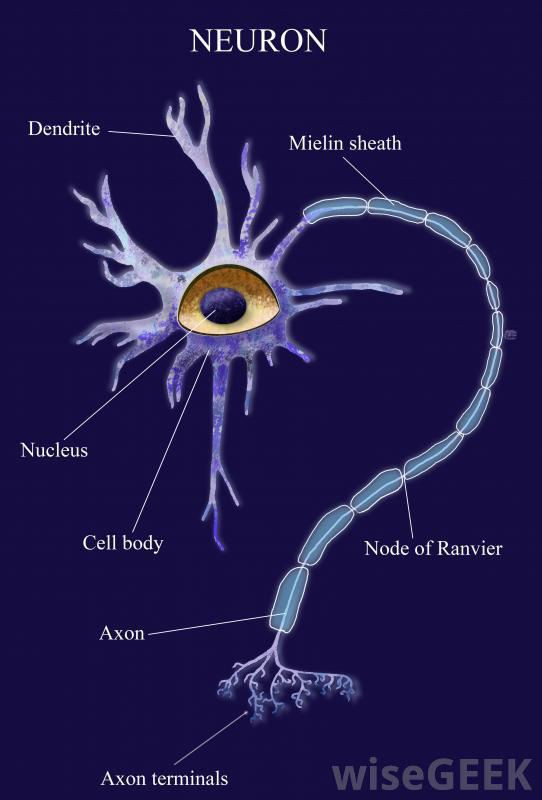 NEURON
Dendrite
Mielin sheath
Nucleus
Cell body
Node of Ranvier
Axon
Axon terminals
wiseGEEK